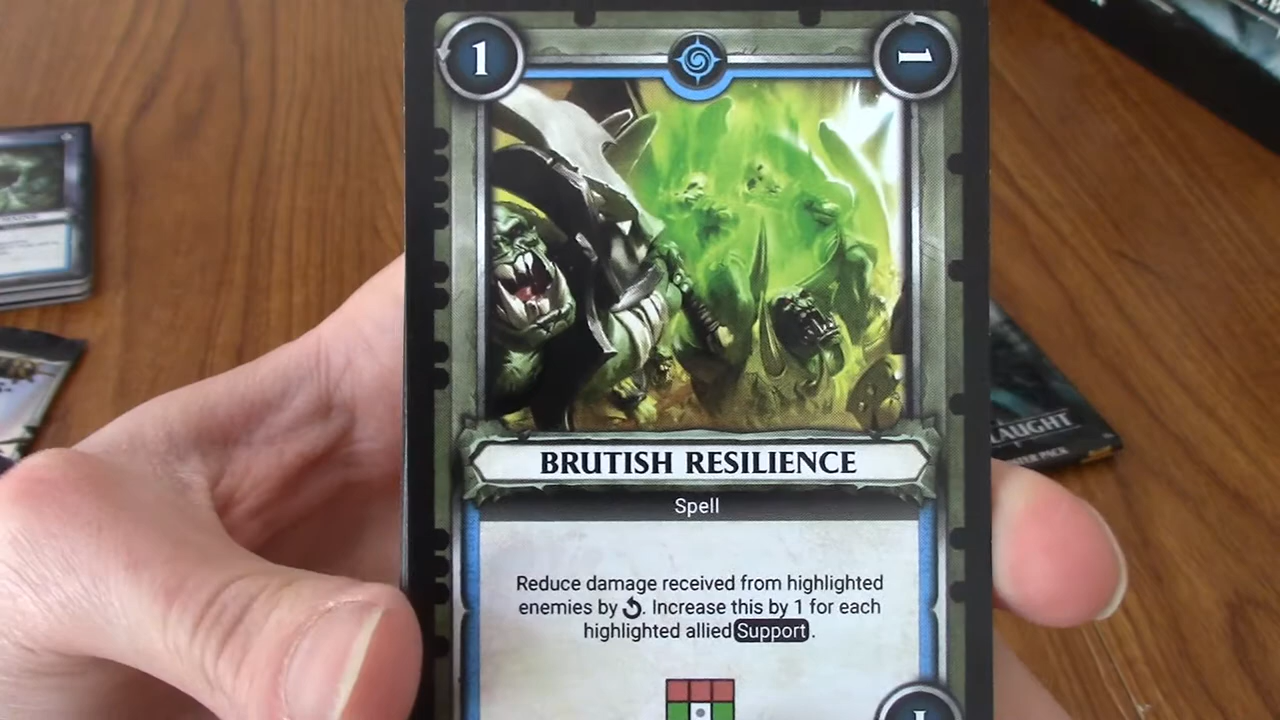 1
1
BRUTISH RESILIENCE
Spell
Reduce damage received from highlighted
enemies by . Increase this by 1 for each
highlighted allied Support.